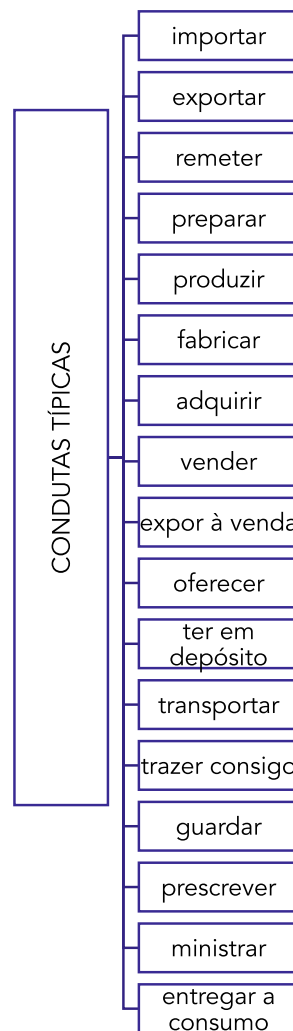 CONDUTAS TÍPICAS
importar
exportar
remeter
preparar
produzir
fabricar
adquirir
vender
expor à venda
oferecer
ter em
depósito
transportar
trazer consigo
guardar
prescrever
ministrar
entregar a
consumo